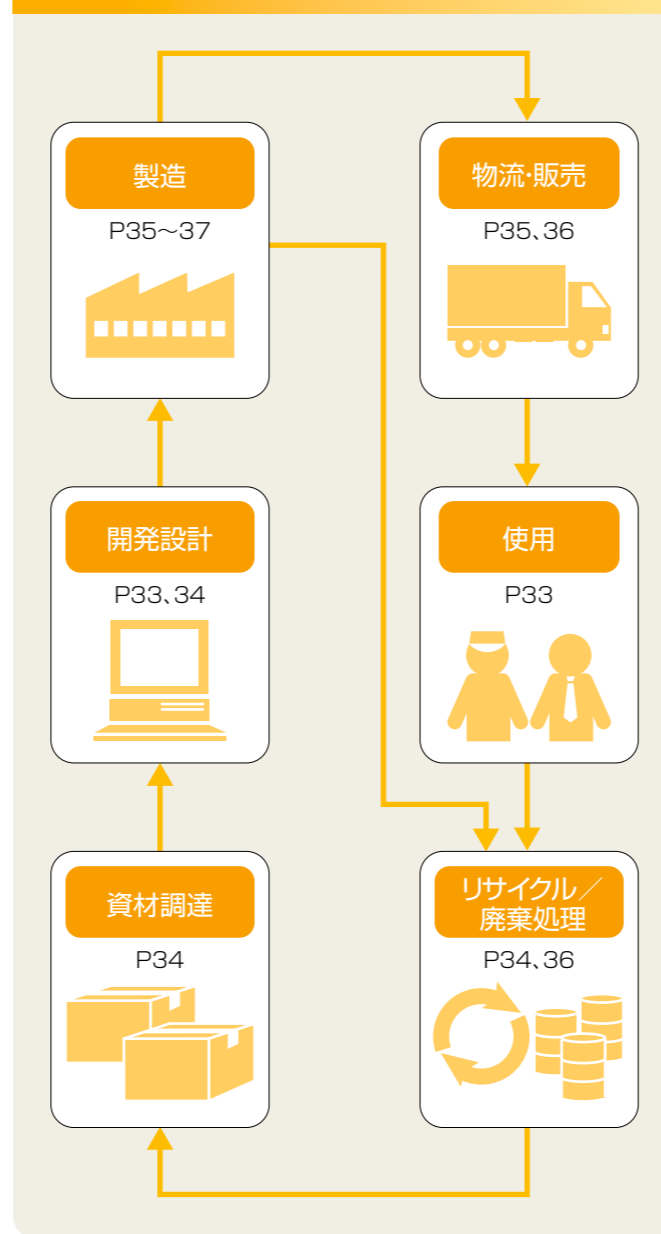 製造
P35〜37
物流・販売
P35、36
開発設計
P33、34
使用
P33
資材調達
P34
リサイクル／
廃棄処理
P34、36